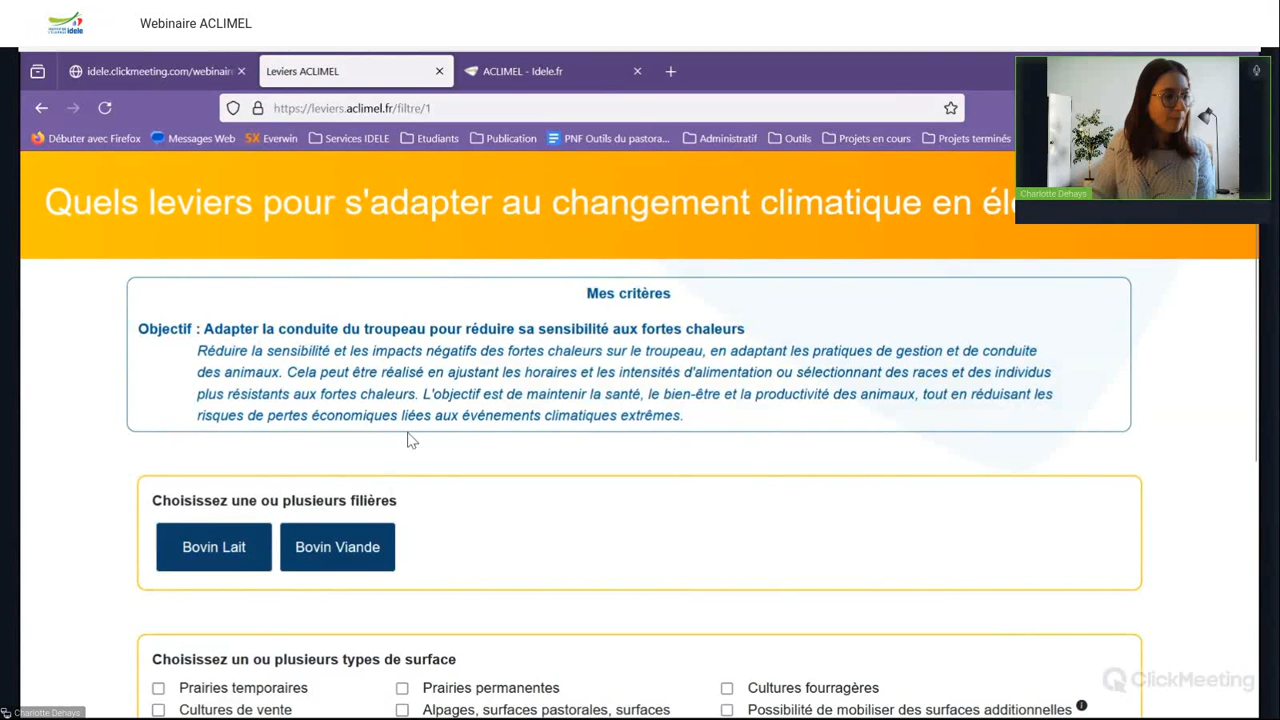 idele
Webinaire ACLIMEL
idele.clickmeeting.com/webinair
Leviers ACLIMEL
ACLIMEL - Idele.fr
https://leviers.aclimel.fr/filtre/1
Débuter avec Firefox
Messages Web
SX Everwin
Services IDELE
Etudiants
Publication
PNF Outils du pastora...
Administratif
Outils
Projets en cours
Projets terminés
Charlotte Dehays
Quels leviers pour s'adapter au changement climatique en él
Mes critères
Objectif : Adapter la conduite du troupeau pour réduire sa sensibilité aux fortes chaleurs
Réduire la sensibilité et les impacts négatifs des fortes chaleurs sur le troupeau, en adaptant les pratiques de gestion et de conduite
des animaux. Cela peut être réalisé en ajustant les horaires et les intensités d'alimentation ou sélectionnant des races et des individus
plus résistants aux fortes chaleurs. L'objectif est de maintenir la santé, le bien-être et la productivité des animaux, tout en réduisant les
risques de pertes économiques liées aux événements climatiques extrêmes.
Choisissez une ou plusieurs filières
Bovin Lait
Bovin Viande
Choisissez un ou plusieurs types de surface
Prairies temporaires
Prairies permanentes
Cultures fourragères
Cultures de vente
Alpages, surfaces pastorales, surfaces
Possibilité de mobiliser des surfaces additionnelles
ClickMeeting
Charlotte Dehays